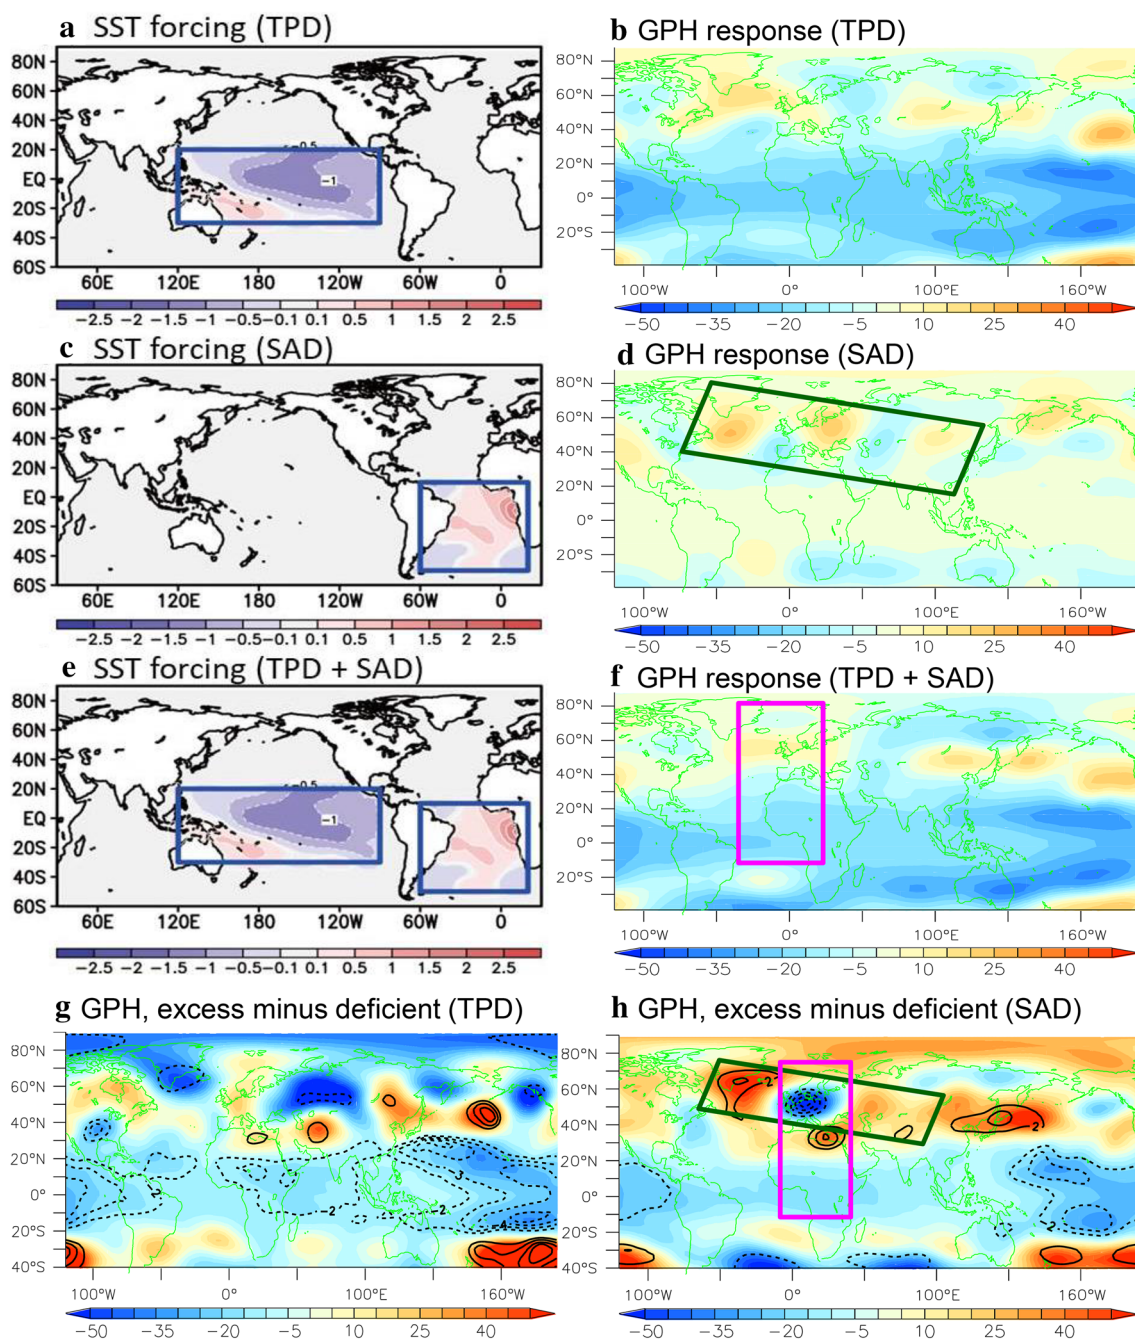 a SST forcing (TPD)
80N
60N
40N
20N
EQ
20S
40S
60S
-0.5
-1
60E 120E 180 120W 60W 0
-2.5 -2 -1.5 -1 -0.5 -0.1 0.1 0.5 1 1.5 2 2.5
b GPH response (TPD)
80°N
60°N
40°N
20°N
0°
20°S
100°W 0° 100°E 160°W
-50 -35 -20 -5 10 25 40
c SST forcing (SAD)
80N
60N
40N
20N
EQ
20S
40S
60S
60E 120E 180 120W 60W 0
-2.5 -2 -1.5 -1 -0.5 -0.1 0.1 0.5 1 1.5 2 2.5
d GPH response (SAD)
80°N
60°N
40°N
20°N
0°
20°S
100°W 0° 100°E 160°W
-50 -35 -20 -5 10 25 40
e SST forcing (TPD + SAD)
80N
60N
40N
20N
EQ
20S
40S
60S
-0.5
-1
60E 120E 180 120W 60W 0
-2.5 -2 -1.5 -1 -0.5 -0.1 0.1 0.5 1 1.5 2 2.5
f GPH response (TPD + SAD)
80°N
60°N
40°N
20°N
0°
20°S
100°W 0° 100°E 160°W
-50 -35 -20 -5 10 25 40
g GPH, excess minus deficient (TPD)
80°N
60°N
40°N
20°N
0°
20°S
40°S
-2 -2 -2
100°W 0° 100°E 160°W
-50 -35 -20 -5 10 25 40
h GPH, excess minus deficient (SAD)
80°N
60°N
40°N
20°N
0°
20°S
40°S
2 2 -2
100°W 0° 100°E 160°W
-50 -35 -20 -5 10 25 40